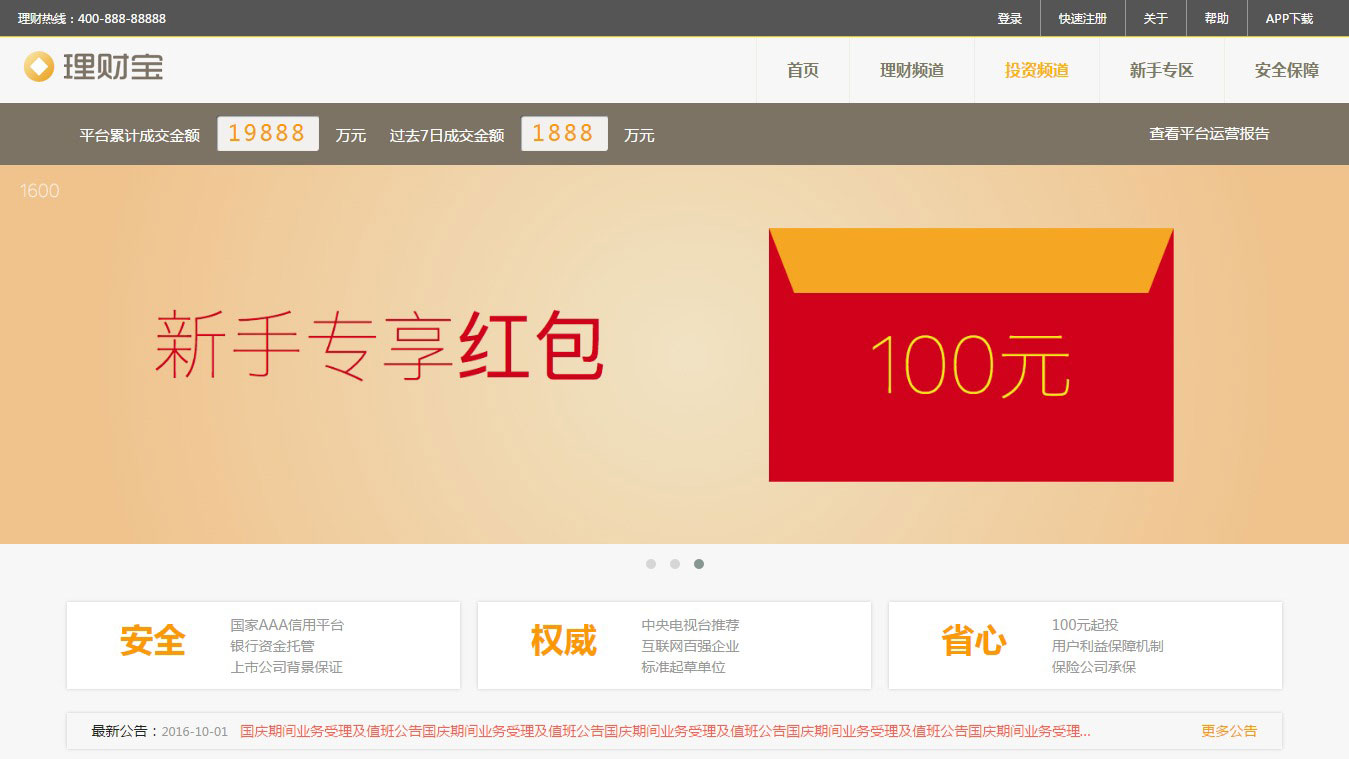 理财热线：400-888-88888 登录 快速注册 关于 帮助 APP下载
理财宝 首页 理财频道 投资频道 新手专区 安全保障
平台累计成交金额 19888 万元 过去7日成交金额 1888 万元 查看平台运营报告
1600
新手专享红包
100元
安全
国家AAA信用平台
银行资金托管
上市公司背景保证
权威
中央电视台推荐
互联网百强企业
标准起草单位
省心
100元起投
用户利益保障机制
保险公司承保
最新公告：2016-10-01 国庆期间业务受理及值班公告国庆期间业务受理及值班公告国庆期间业务受理及值班公告国庆期间业务受理及值班公告国庆期间业务受理... 更多公告